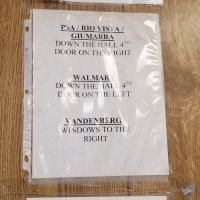 PSA / RIO VISTA /
GIUMARRA
DOWN THE HALL 4TH
DOOR ON THE RIGHT
WALMART
DOWN THE HALL 4TH
DOOR ON THE LEFT
VANDENBERG
WINDOWS TO THE
RIGHT